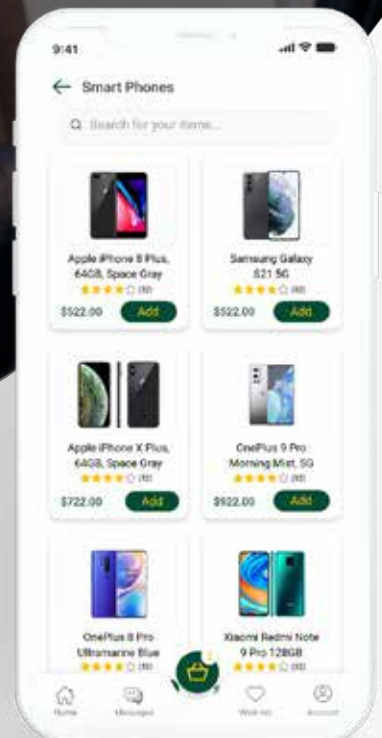 9:41
Smart Phones
Search for your items...
Apple iPhone 8 Plus,
64GB, Space Gray
$522.00 Add
Samsung Galaxy
S21 5G
$522.00 Add
Apple iPhone X Plus,
64GB, Space Gray
$722.00 Add
OnePlus 9 Pro
Morning Mist, 5G
$922.00 Add
OnePlus 8 Pro
Ultramarine Blue
Xiaomi Redmi Note
9 Pro 128GB
Home
Messages
Wish list
Account